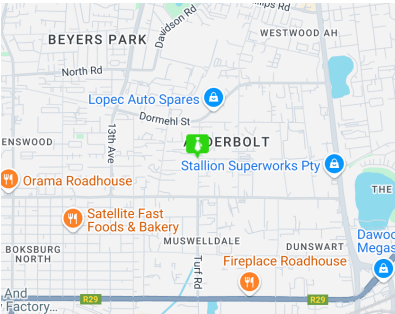 Davidson Rd
WESTWOOD AH
BEYERS PARK
North Rd
Lopec Auto Spares
Dormehl St
13th Ave
Stallion Superworks Pty
Orama Roadhouse
THE
Satellite Fast
Foods & Bakery
MUSWELLDALE
DUNSWART
BOKSBURG
NORTH
Turf Rd
Fireplace Roadhouse
And
Factory...
R29
R29